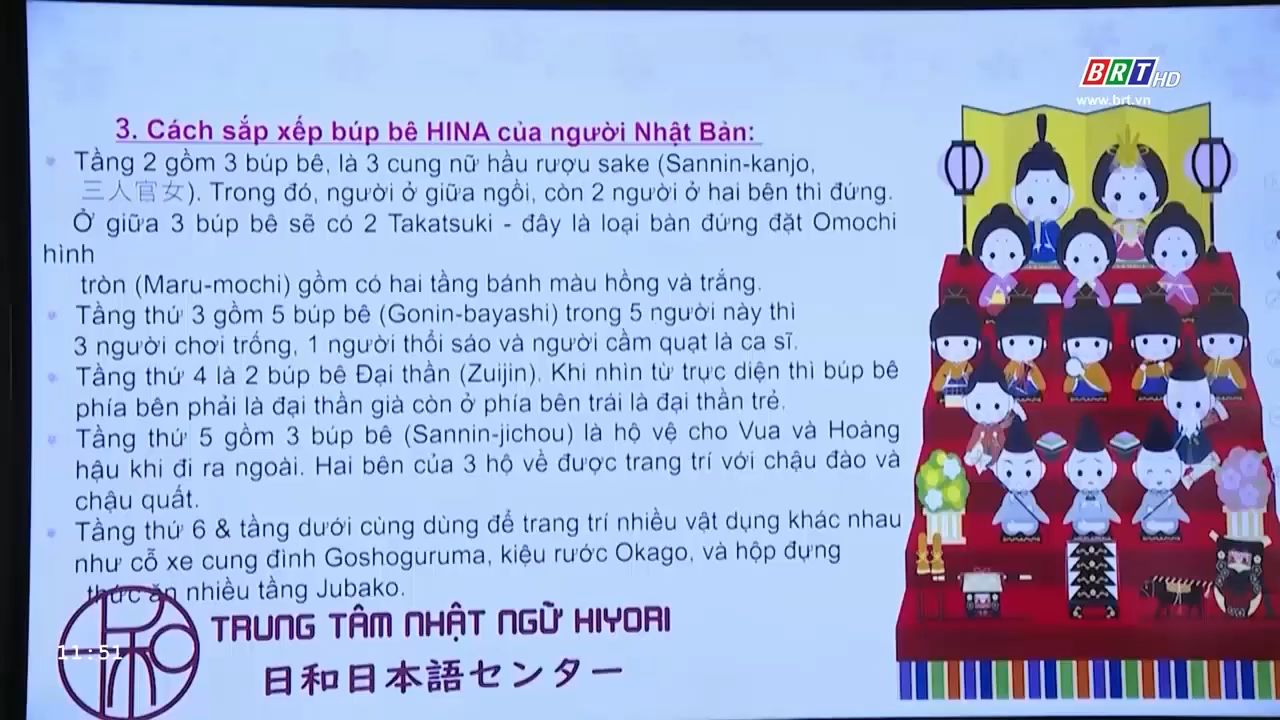 BRT HD
www.brt.vn
3. Cách sắp xếp búp bê HINA của người Nhật Bản:
Tầng 2 gồm 3 búp bê, là 3 cung nữ hầu rượu sake (Sannin-kanjo,
三人官女). Trong đó, người ở giữa ngồi, còn 2 người ở hai bên thì đứng.
Ở giữa 3 búp bê sẽ có 2 Takatsuki - đây là loại bàn đứng đặt Omochi
hình
tròn (Maru-mochi) gồm có hai tầng bánh màu hồng và trắng.
Tầng thứ 3 gồm 5 búp bê (Gonin-bayashi) trong 5 người này thì
3 người chơi trống, 1 người thổi sáo và người cầm quạt là ca sĩ.
Tầng thứ 4 là 2 búp bê Đại thần (Zuijin). Khi nhìn từ trực diện thì búp bê
phía bên phải là đại thần già còn ở phía bên trái là đại thần trẻ.
Tầng thứ 5 gồm 3 búp bê (Sannin-jichou) là hộ vệ cho Vua và Hoàng
hậu khi đi ra ngoài. Hai bên của 3 hộ về được trang trí với chậu đào và
chậu quất.
Tầng thứ 6 & tầng dưới cùng dùng để trang trí nhiều vật dụng khác nhau
như cỗ xe cung đình Goshoguruma, kiệu rước Okago, và hộp đựng
thức ăn nhiều tầng Jubako.
TRUNG TÂM NHẬT NGỮ HIYORI
11:51
日和日本語センター